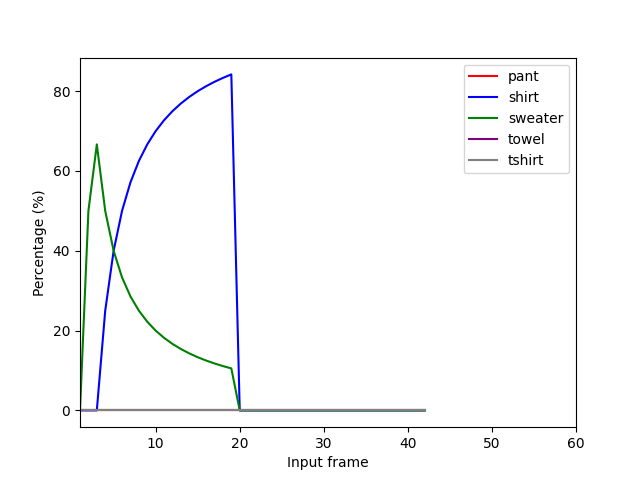 pant
shirt
sweater
towel
tshirt
80
60
40
20
0
Percentage (%)
10 20 30 40 50 60
Input frame